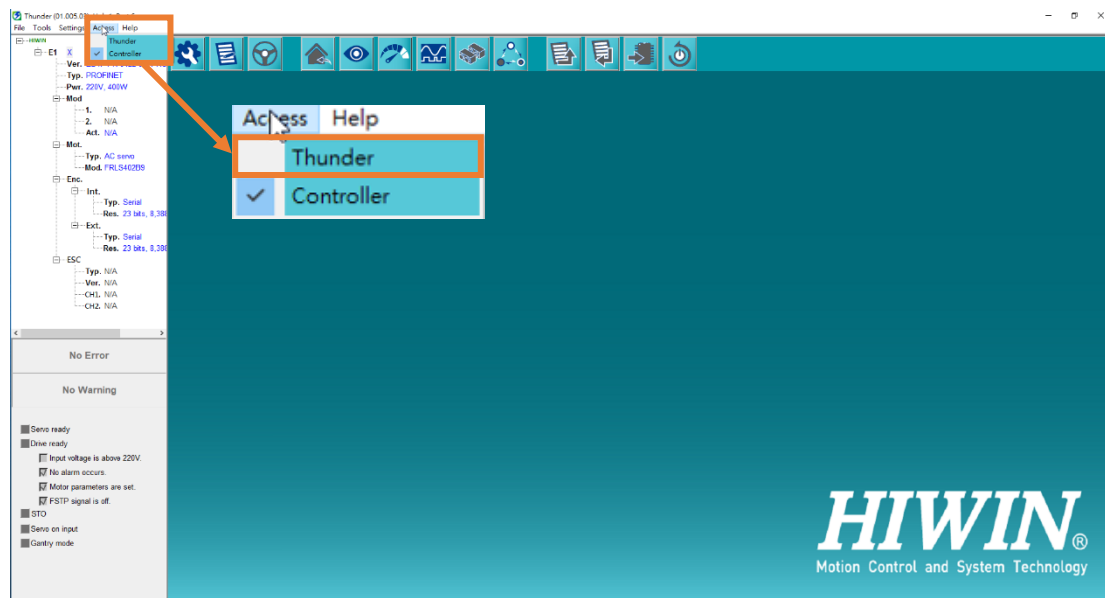 Thunder (01.005.0
File Tools Settings Access Help
Thunder
Controller
HIWIN
E1 X
Ver.
Typ. PROFINET
Pwr. 220V, 400W
Mod
1. N/A
2. N/A
Act. N/A
Mot.
Typ. AC servo
Mod. FRLS402B9
Enc.
Int.
Typ. Serial
Res. 23 bits, 8,388
Ext.
Typ. Serial
Res. 23 bits, 8,388
ESC
Typ. N/A
Ver. N/A
CH1. N/A
CH2. N/A
No Error
No Warning
Servo ready
Drive ready
Input voltage is above 220V.
No alarm occurs.
Motor parameters are set.
FSTP signal is off.
STO
Servo on input
Gantry mode
Access Help
Thunder
Controller
HIWIN®
Motion Control and System Technology